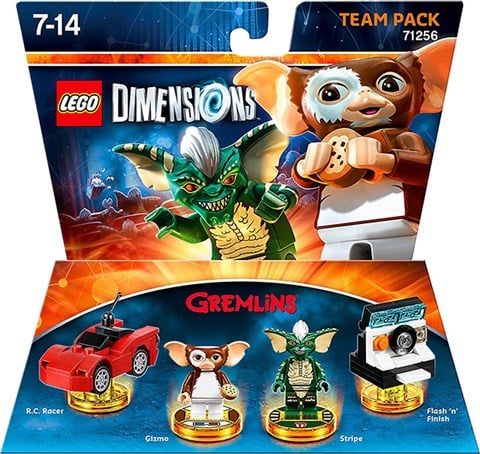 7-14
TEAM PACK
71256
LEGO
DIMENSIONS
GREMLINS
R.C. Racer
Gizmo
Stripe
Flash 'n'
Finish